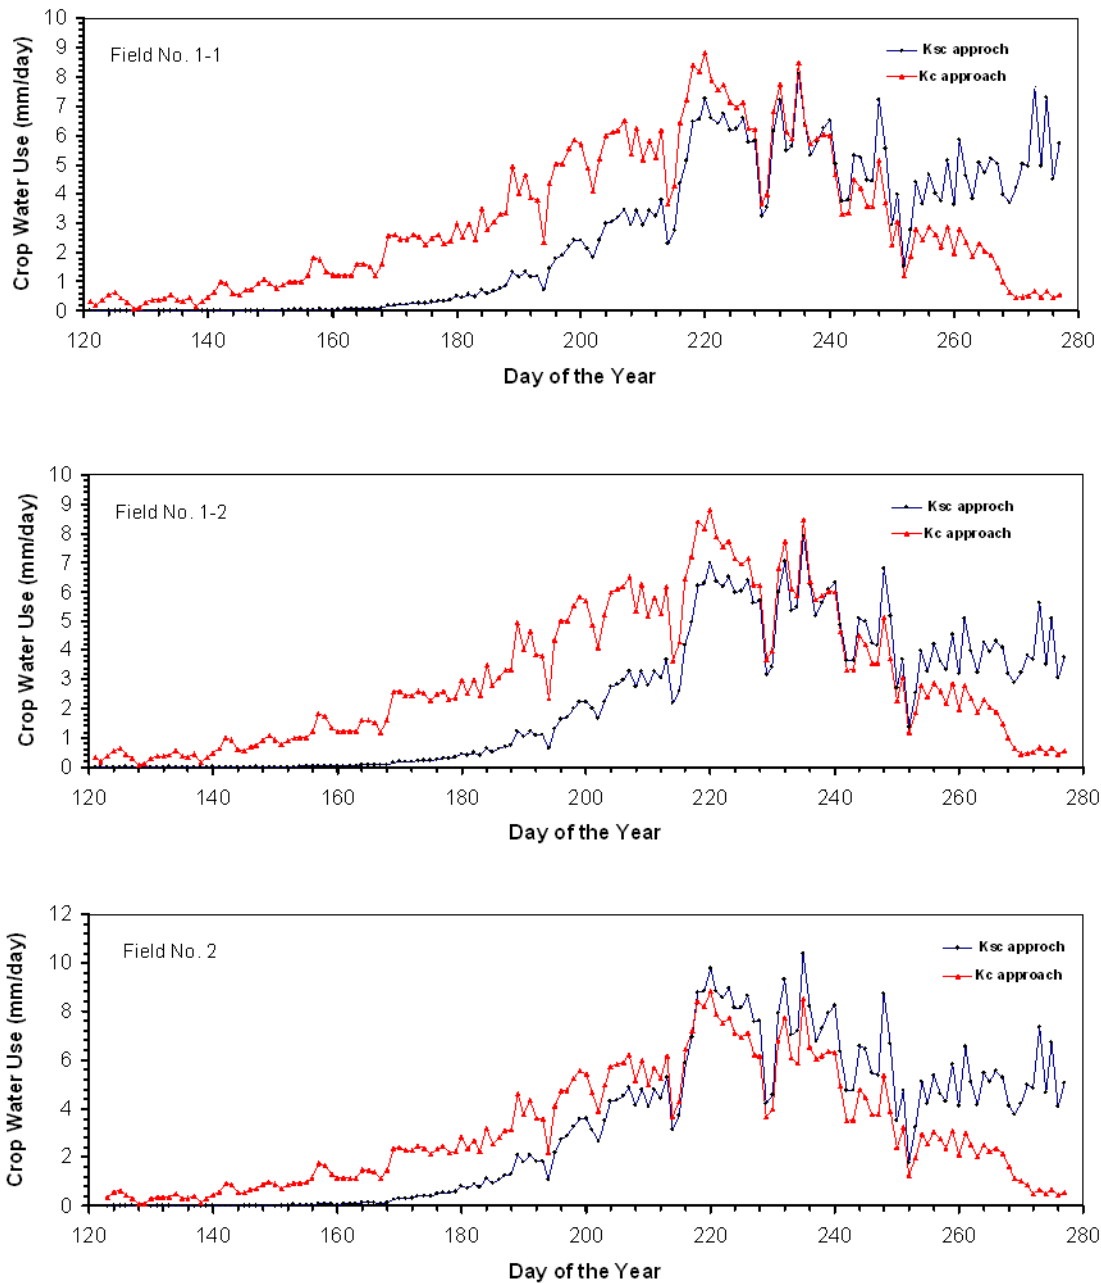 10
9
8
7
6
5
4
3
2
1
0
Crop Water Use (mm/day)
Field No. 1-1
Ksc approch
Kc approach
120 140 160 180 200 220 240 260 280
Day of the Year
10
9
8
7
6
5
4
3
2
1
0
Crop Water Use (mm/day)
Field No. 1-2
Ksc approch
Kc approach
120 140 160 180 200 220 240 260 280
Day of the Year
12
10
8
6
4
2
0
Crop Water Use (mm/day)
Field No. 2
Ksc approch
Kc approach
120 140 160 180 200 220 240 260 280
Day of the Year